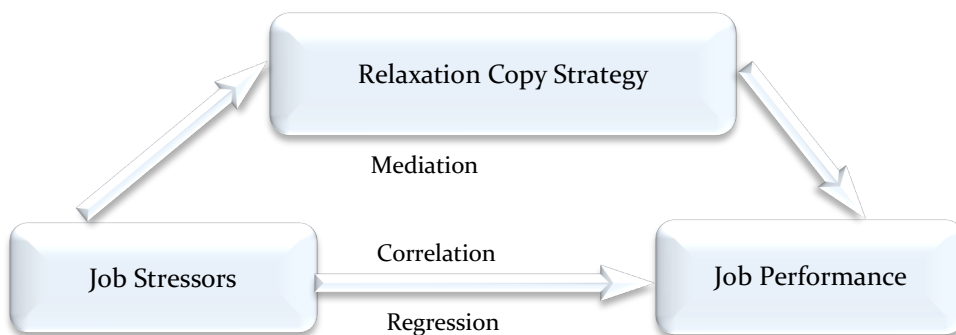 Relaxation Copy Strategy
Mediation
Job Stressors
Correlation
Job Performance
Regression